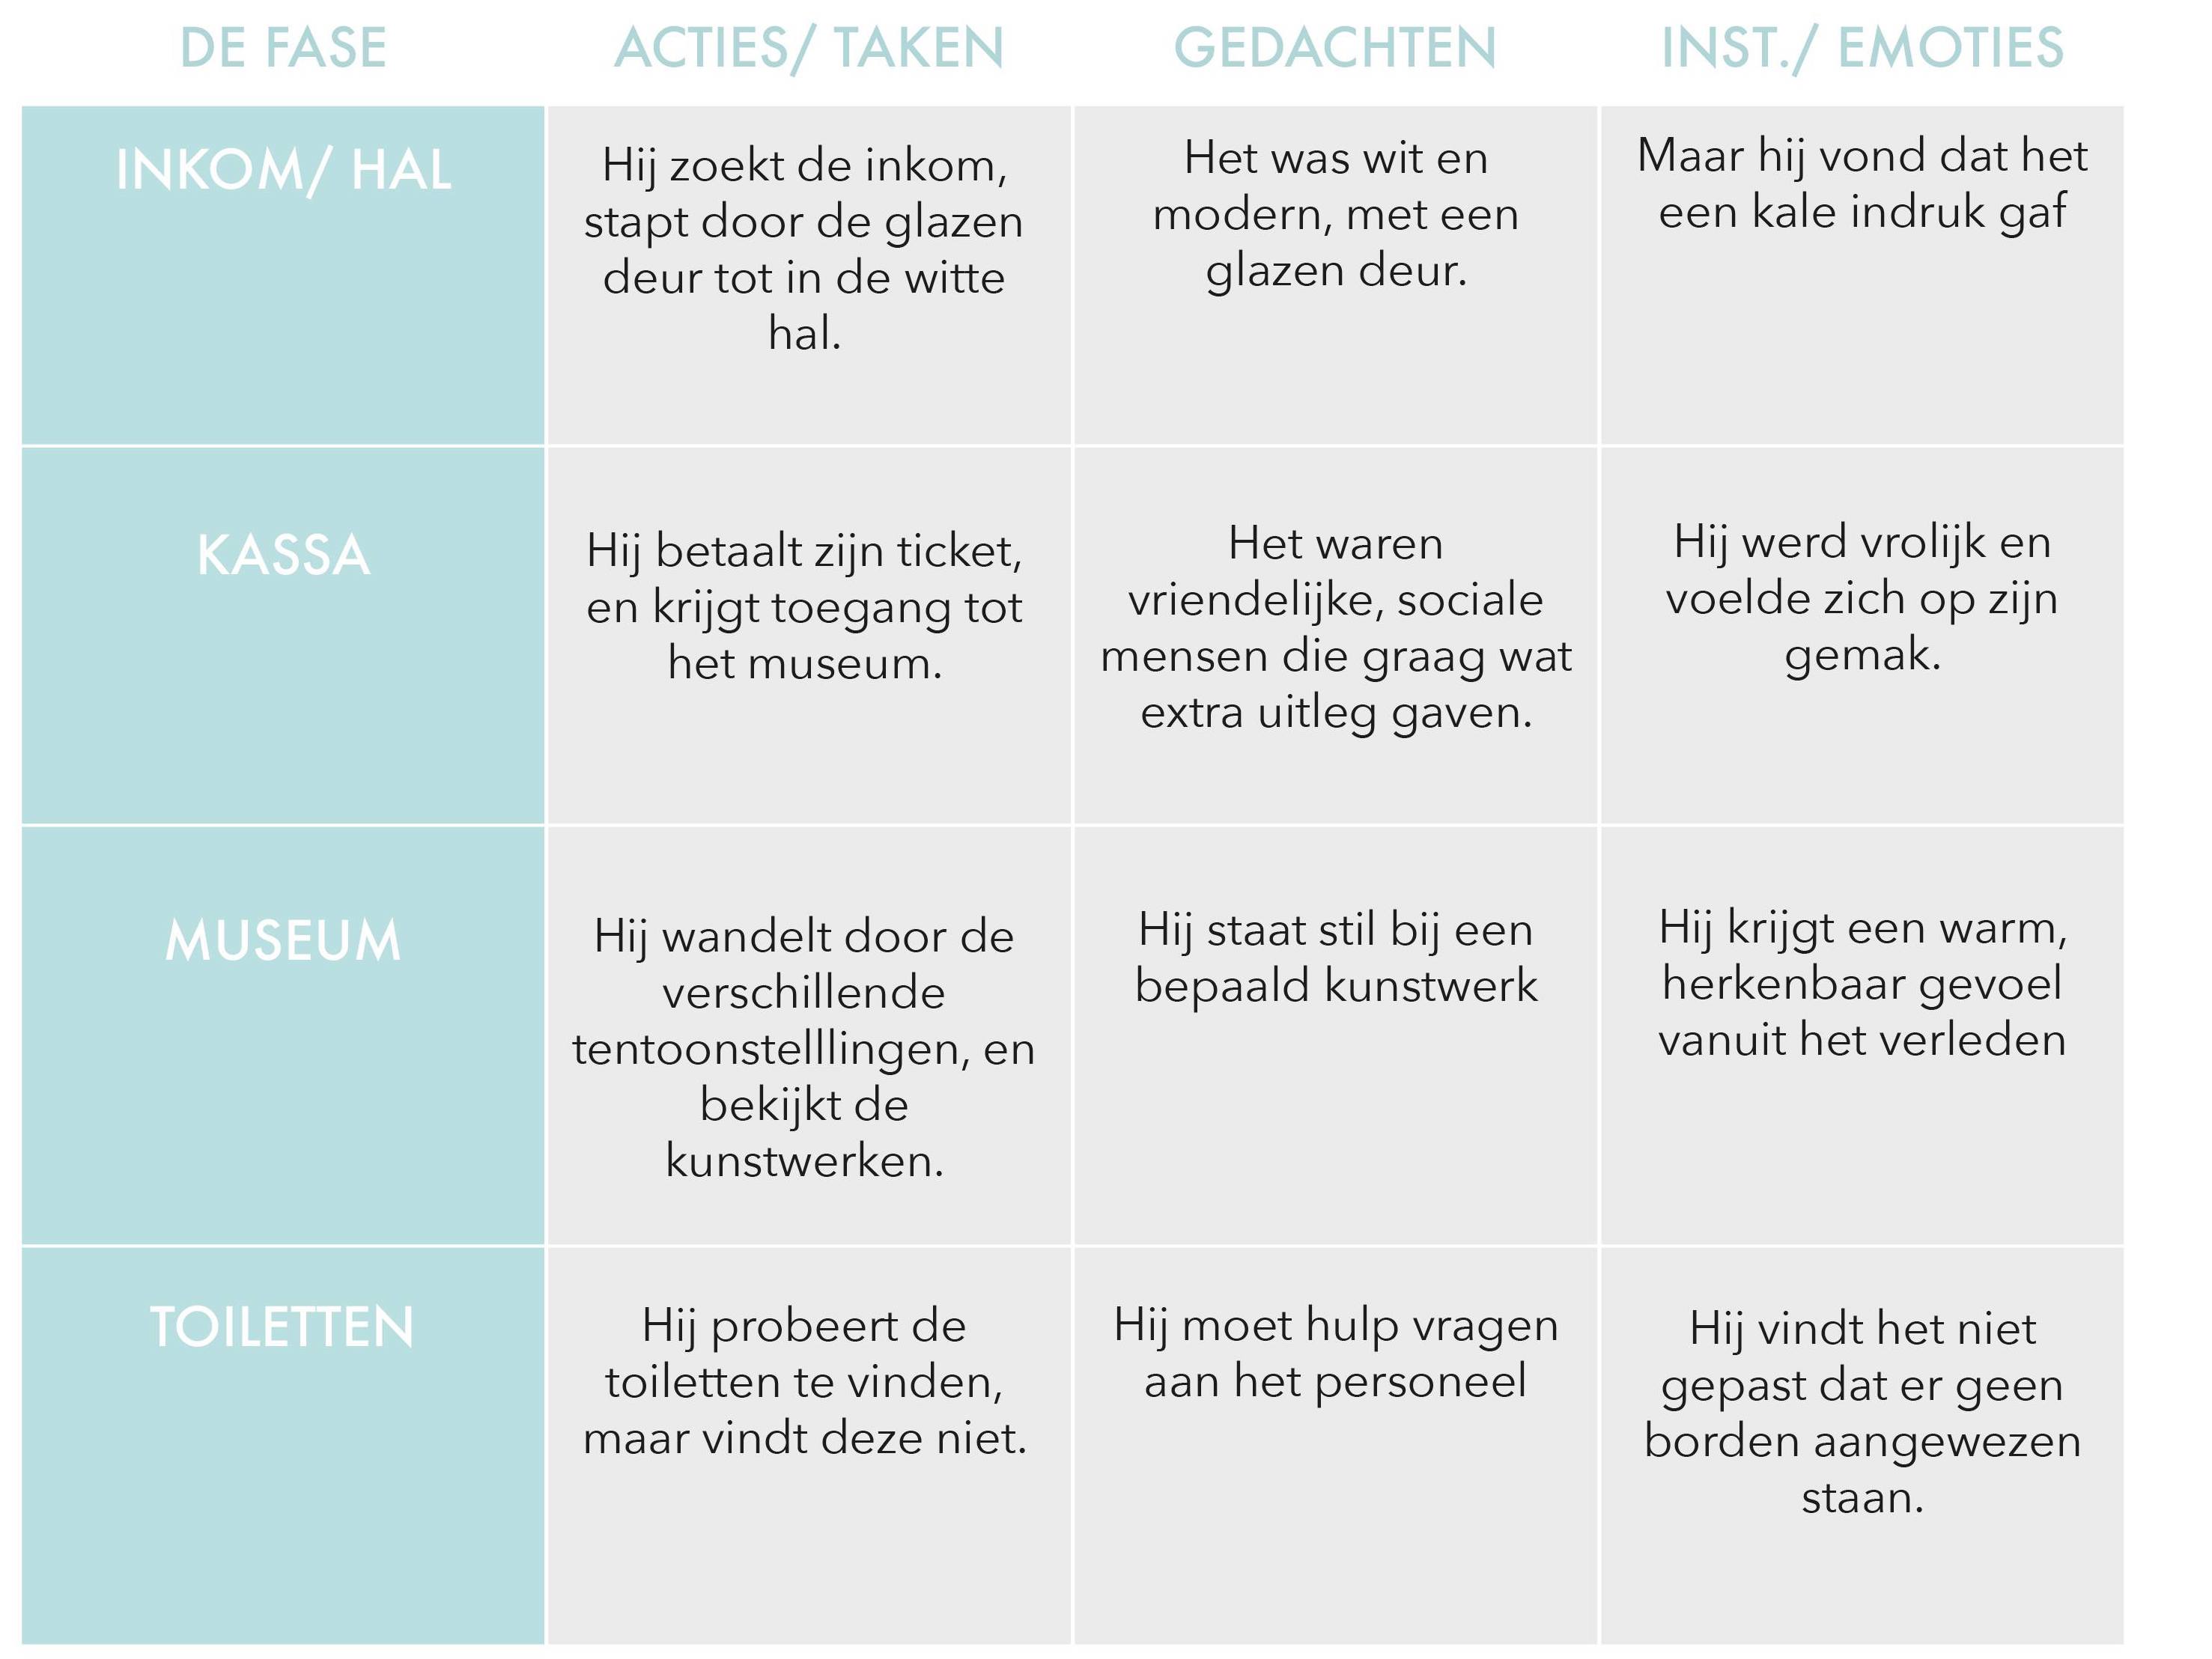 DE FASE
ACTIES/ TAKEN
GEDACHTEN
INST./ EMOTIES
INKOM/ HAL
Hij zoekt de inkom,
stapt door de glazen
deur tot in de witte
hal.
Het was wit en
modern, met een
glazen deur.
Maar hij vond dat het
een kale indruk gaf
KASSA
Hij betaalt zijn ticket,
en krijgt toegang tot
het museum.
Het waren
vriendelijke, sociale
mensen die graag wat
extra uitleg gaven.
Hij werd vrolijk en
voelde zich op zijn
gemak.
MUSEUM
Hij wandelt door de
verschillende
tentoonstelllingen, en
bekijkt de
kunstwerken.
Hij staat stil bij een
bepaald kunstwerk
Hij krijgt een warm,
herkenbaar gevoel
vanuit het verleden
TOILETTEN
Hij probeert de
toiletten te vinden,
maar vindt deze niet.
Hij moet hulp vragen
aan het personeel
Hij vindt het niet
gepast dat er geen
borden aangewezen
staan.